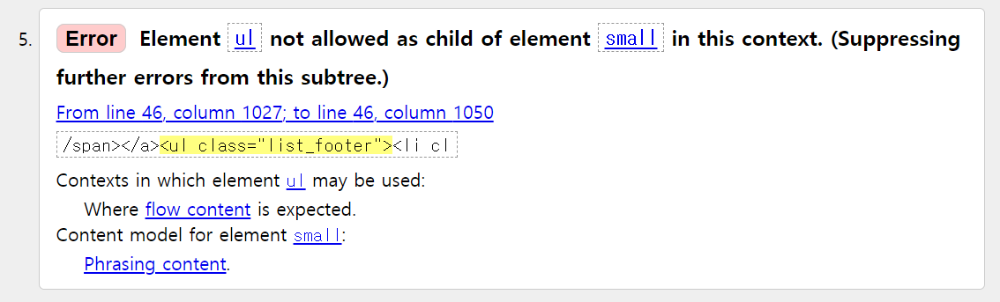 5. Error Element ul not allowed as child of element small in this context. (Suppressing
further errors from this subtree.)
From line 46, column 1027; to line 46, column 1050
/span></a><ul class="list_footer"><li cl
Contexts in which element ul may be used:
Where flow content is expected.
Content model for element small:
Phrasing content.